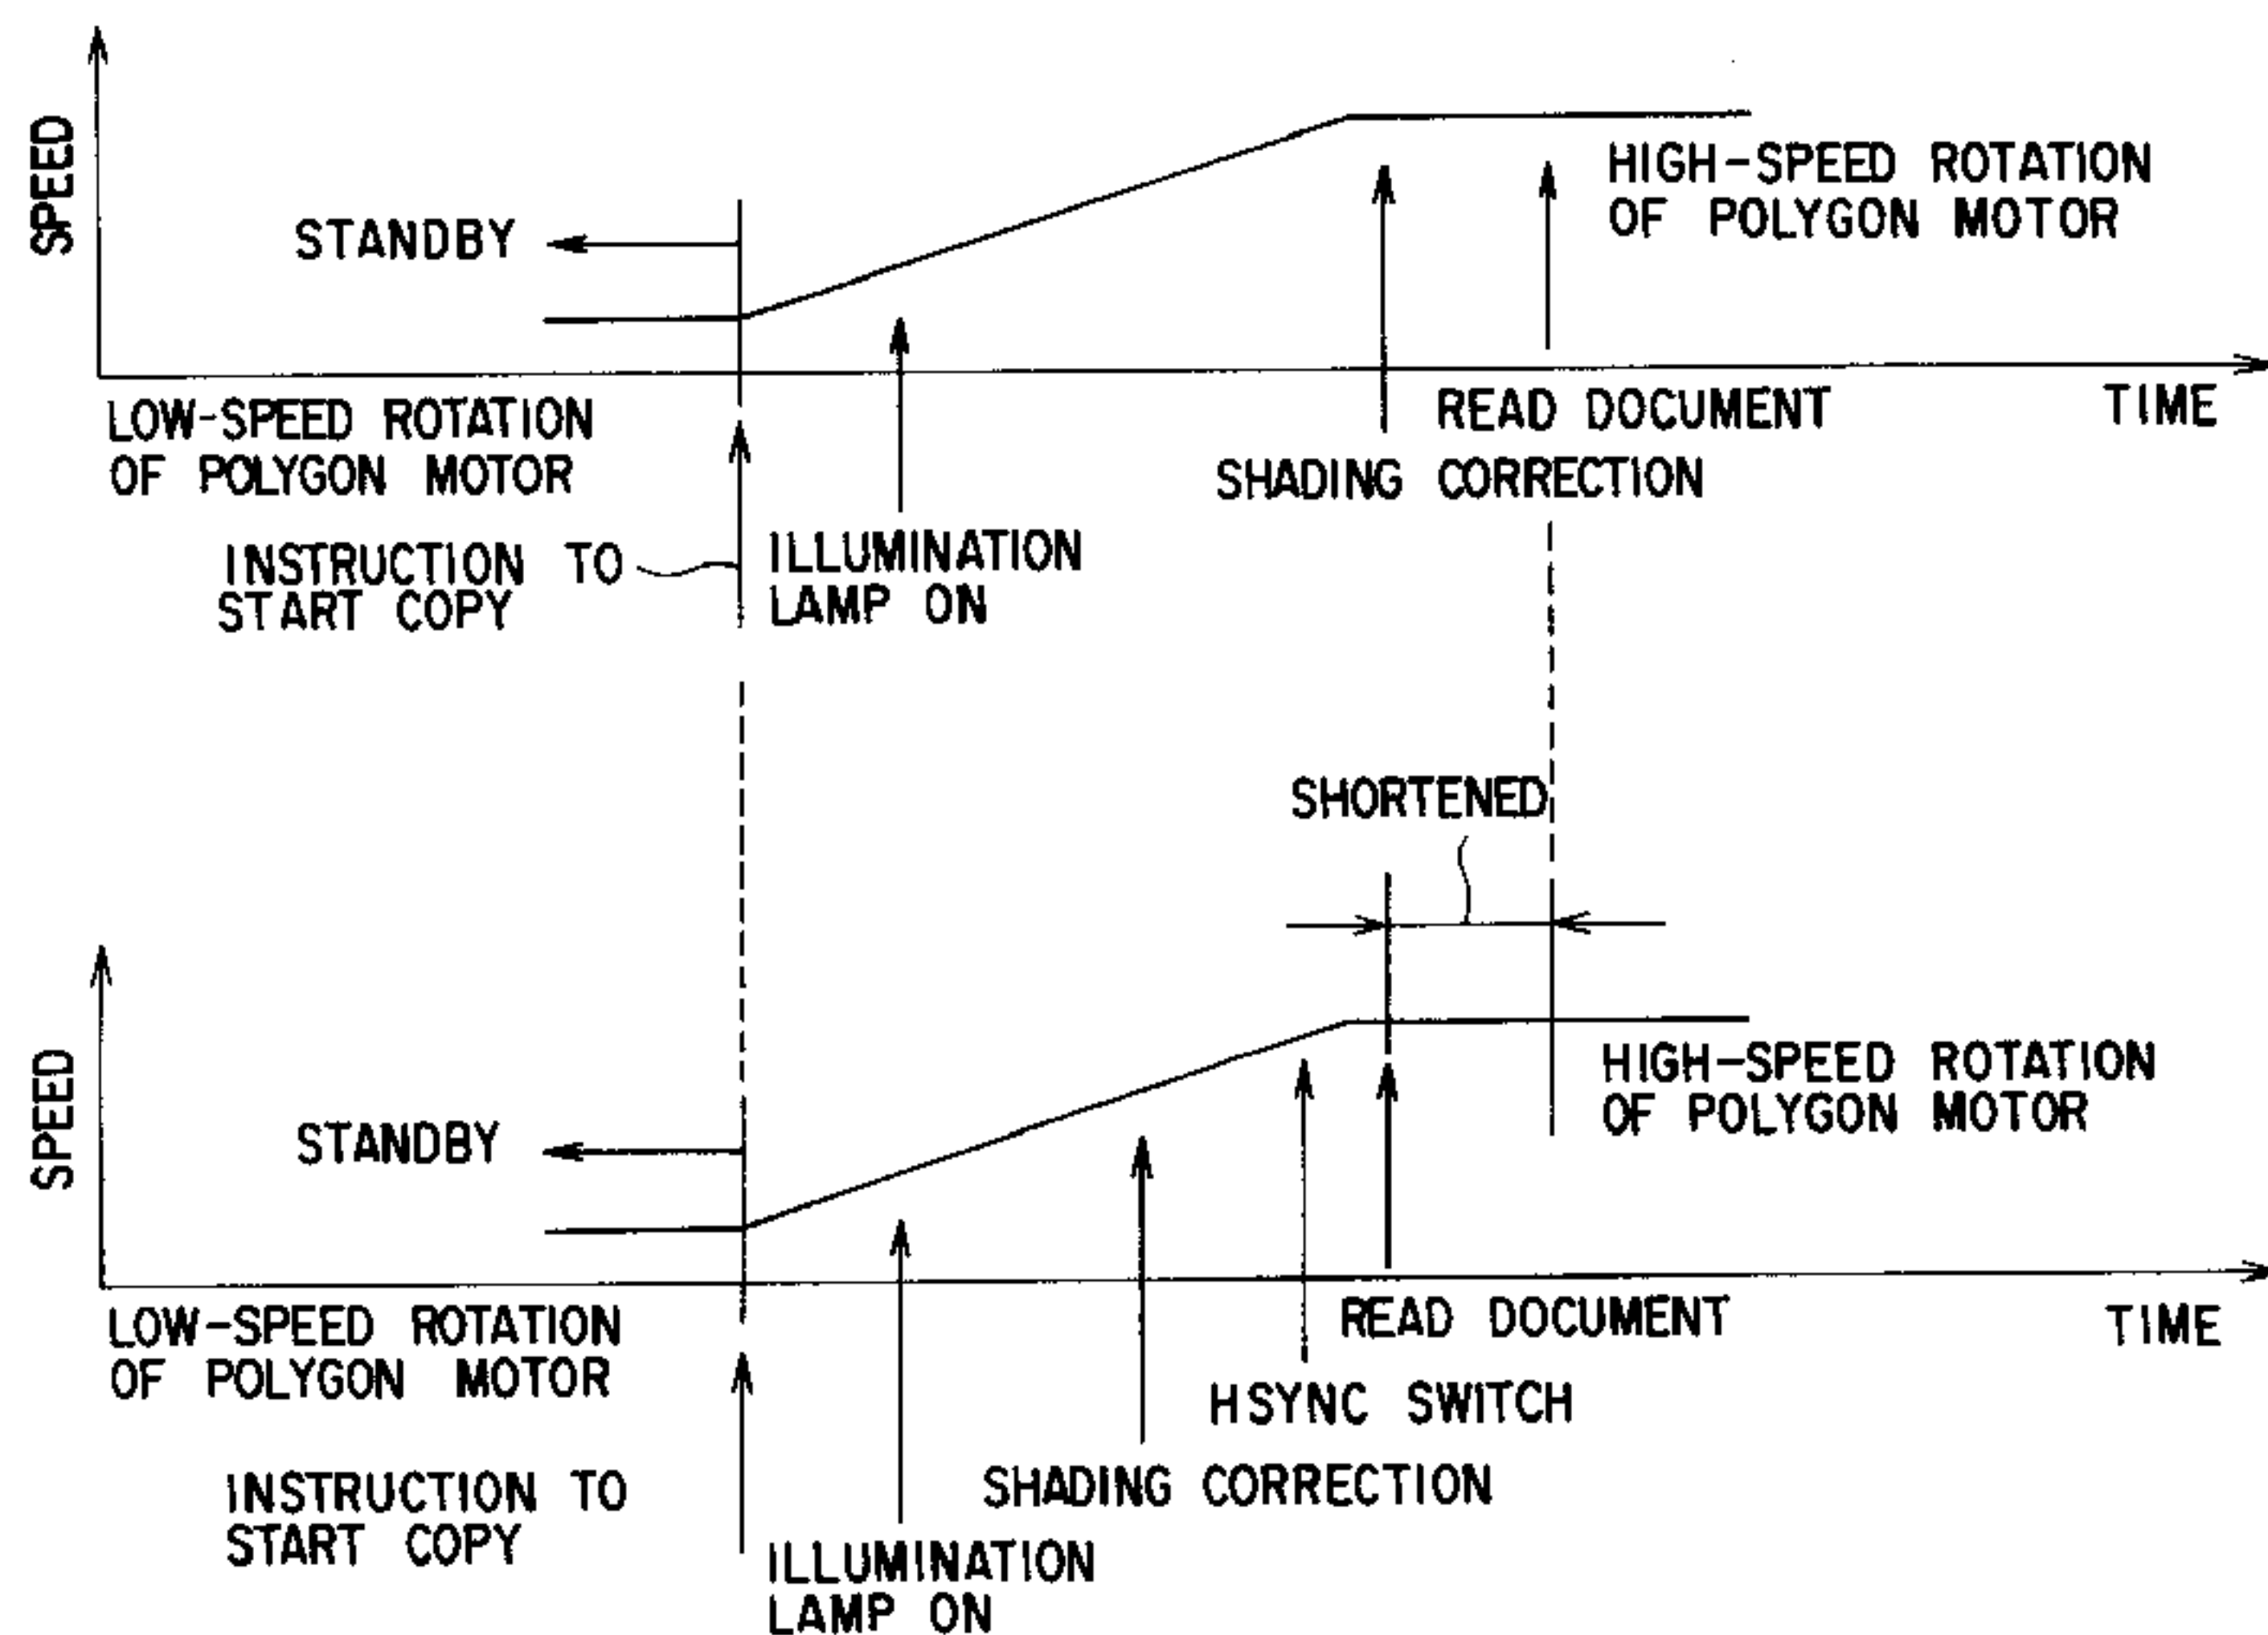 SPEED
STANDBY
HIGH-SPEED ROTATION
OF POLYGON MOTOR
LOW-SPEED ROTATION
OF POLYGON MOTOR
READ DOCUMENT
TIME
SHADING CORRECTION
INSTRUCTION TO
START COPY
ILLUMINATION
LAMP ON
SHORTENED
SPEED
STANDBY
HIGH-SPEED ROTATION
OF POLYGON MOTOR
LOW-SPEED ROTATION
OF POLYGON MOTOR
READ DOCUMENT
TIME
HSYNC SWITCH
SHADING CORRECTION
INSTRUCTION TO
START COPY
ILLUMINATION
LAMP ON